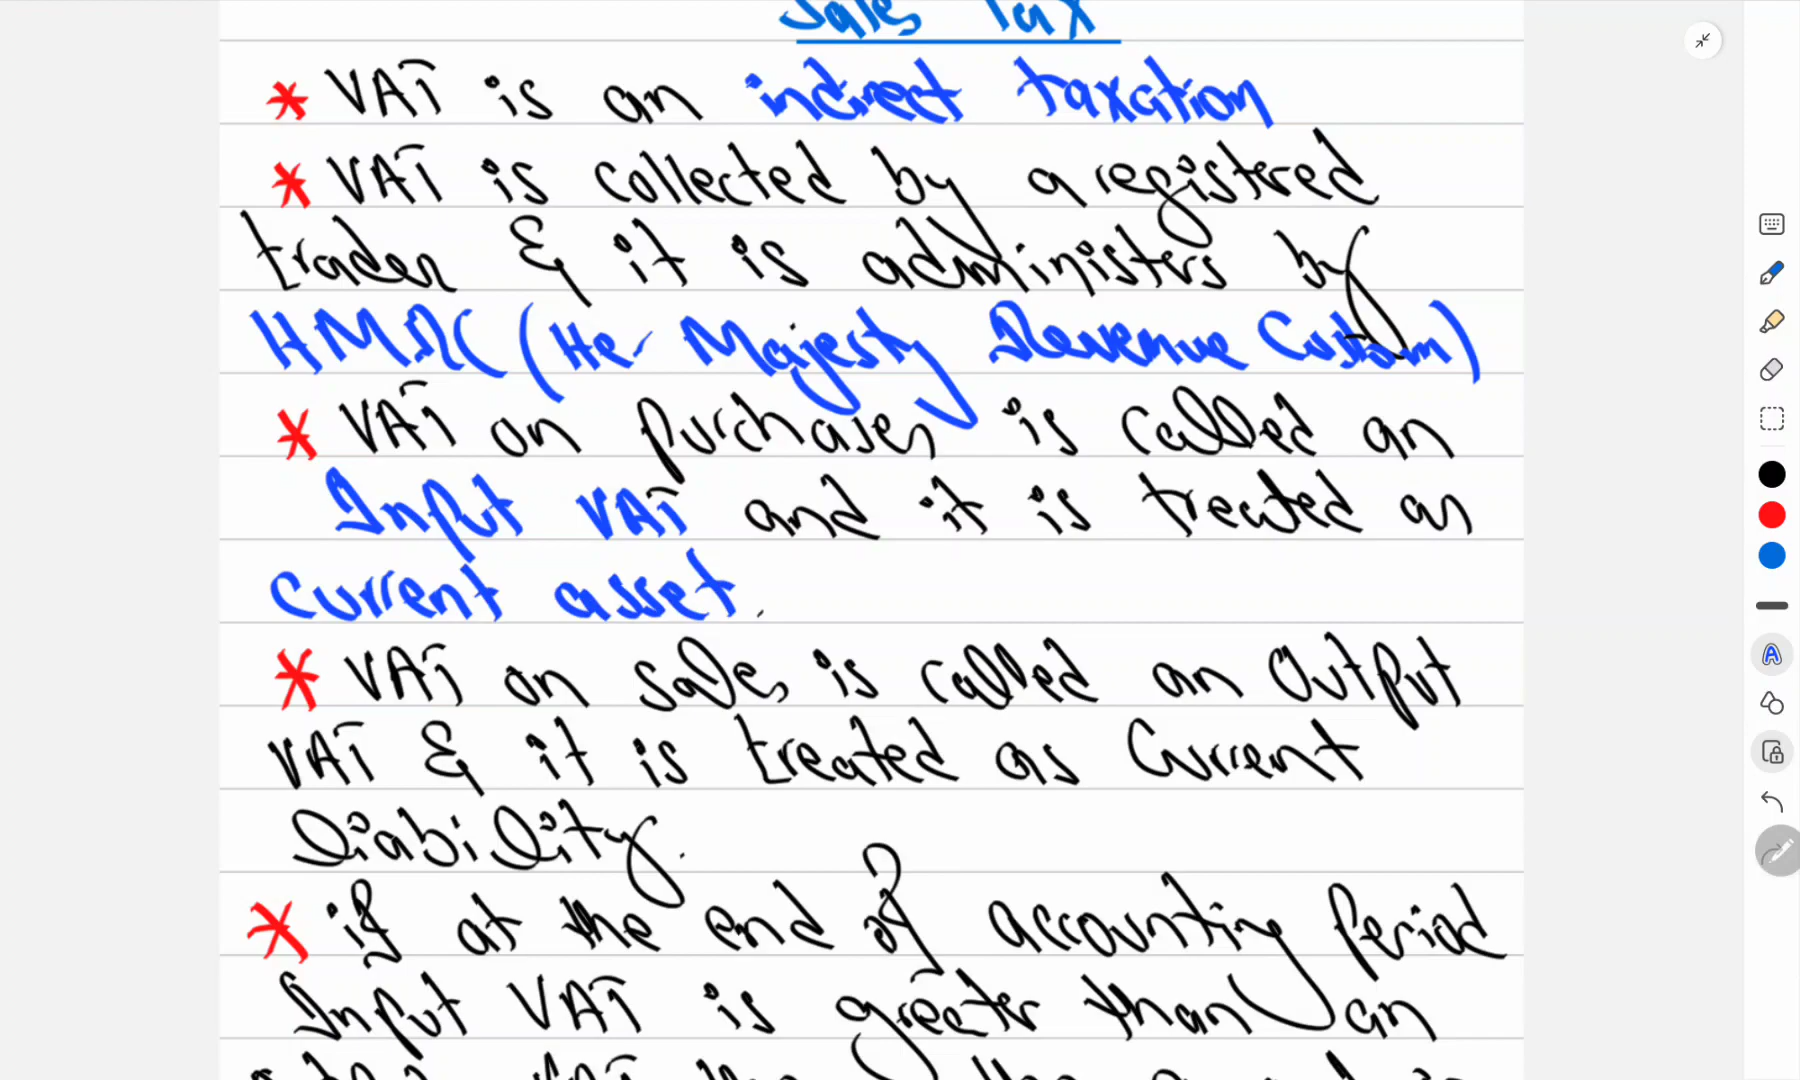 Sales Tax
* VAT is an indirect taxation
* VAT is collected by a registered
trader & it is administers by
HMRC (Her Majesty Revenue Custom)
* VAT on purchases is called an
Input VAT and it is treated as
Current asset.
* VAT on sales is called an Output
VAT & it is treated as Current
liability.
* if at the end of accounting Period
Input VAT is greater than an